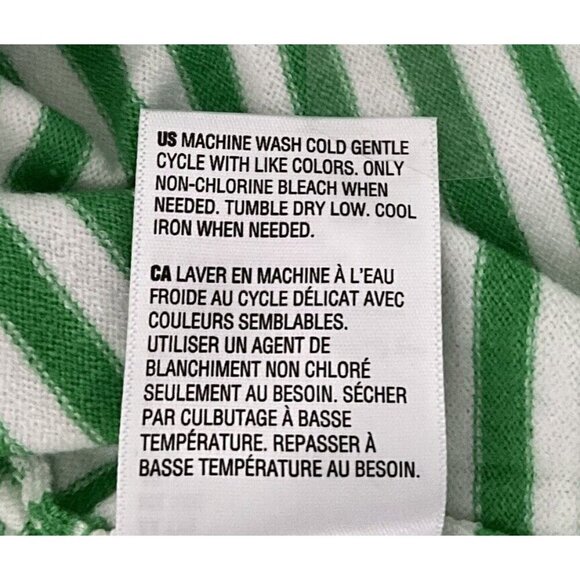 US MACHINE WASH COLD GENTLE
CYCLE WITH LIKE COLORS. ONLY
NON-CHLORINE BLEACH WHEN
NEEDED. TUMBLE DRY LOW. COOL
IRON WHEN NEEDED.
CA LAVER EN MACHINE À L'EAU
FROIDE AU CYCLE DÉLICAT AVEC
COULEURS SEMBLABLES.
UTILISER UN AGENT DE
BLANCHIMENT NON CHLORÉ
SEULEMENT AU BESOIN. SÉCHER
PAR CULBUTAGE À BASSE
TEMPÉRATURE. REPASSER À
BASSE TEMPÉRATURE AU BESOIN.